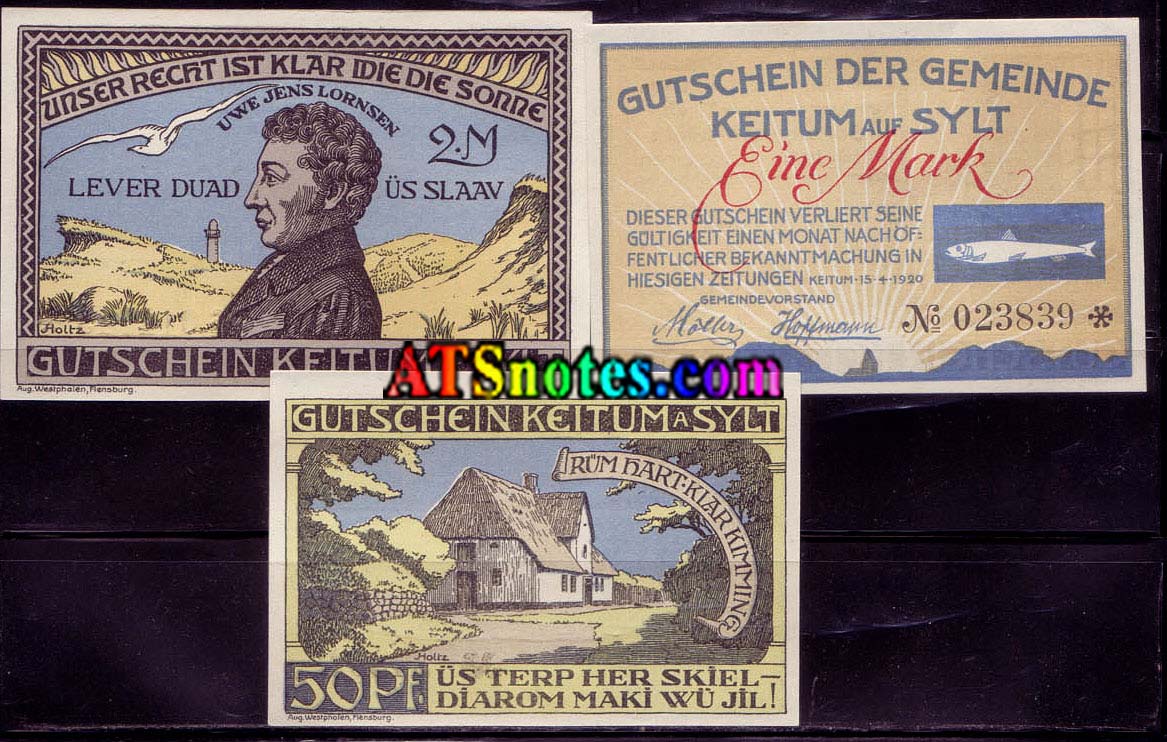 UNSER RECHT IST KLAR WIE DIE SONNE
UWE JENS LORNSEN
2.M
LEVER DUAD ÜS SLAAV
Holtz
GUTSCHEIN KEITUM
Aug. Westphalen, Flensburg.
GUTSCHEIN DER GEMEINDE
KEITUM AUF SYLT
Eine Mark
DIESER GUTSCHEIN VERLIERT SEINE
GÜLTIGKEIT EINEN MONAT NACH ÖF-
FENTLICHER BEKANNTMACHUNG IN
HIESIGEN ZEITUNGEN KEITUM·15·4·1920
GEMEINDEVORSTAND
Hoffmann
№ 023839 *
ATSnotes.com
GUTSCHEIN KEITUM A SYLT
RÜM HART·KLAR KIMMING
Holtz
50 PF.
ÜS TERP HER SKIEL–
DIAROM MAKI WÜ JIL!
Aug. Westphalen, Flensburg.